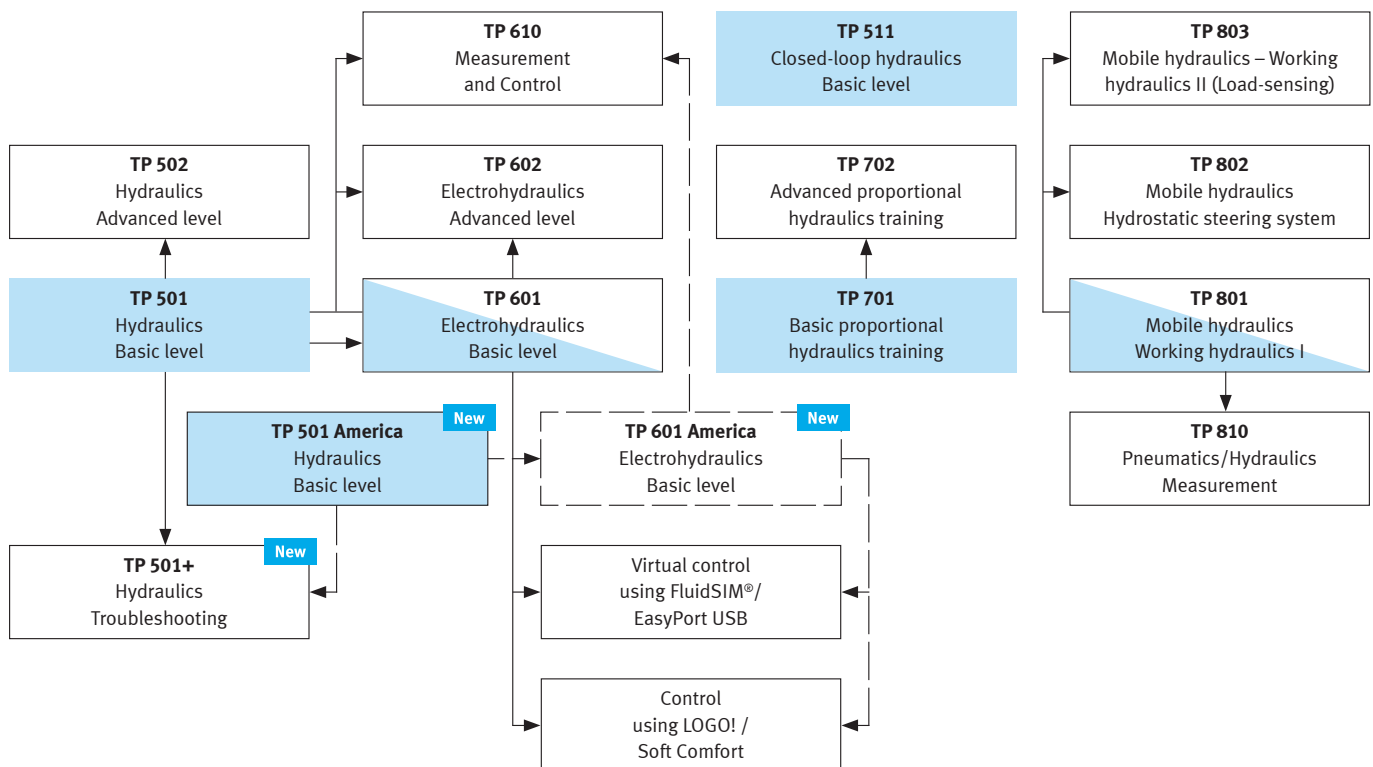 TP 610
Measurement
and Control
TP 511
Closed-loop hydraulics
Basic level
TP 803
Mobile hydraulics – Working
hydraulics II (Load-sensing)
TP 502
Hydraulics
Advanced level
TP 602
Electrohydraulics
Advanced level
TP 702
Advanced proportional
hydraulics training
TP 802
Mobile hydraulics
Hydrostatic steering system
TP 501
Hydraulics
Basic level
TP 601
Electrohydraulics
Basic level
TP 701
Basic proportional
hydraulics training
TP 801
Mobile hydraulics
Working hydraulics I
New
TP 501 America
Hydraulics
Basic level
New
TP 601 America
Electrohydraulics
Basic level
TP 810
Pneumatics/Hydraulics
Measurement
New
TP 501+
Hydraulics
Troubleshooting
Virtual control
using FluidSIM®/
EasyPort USB
Control
using LOGO! /
Soft Comfort